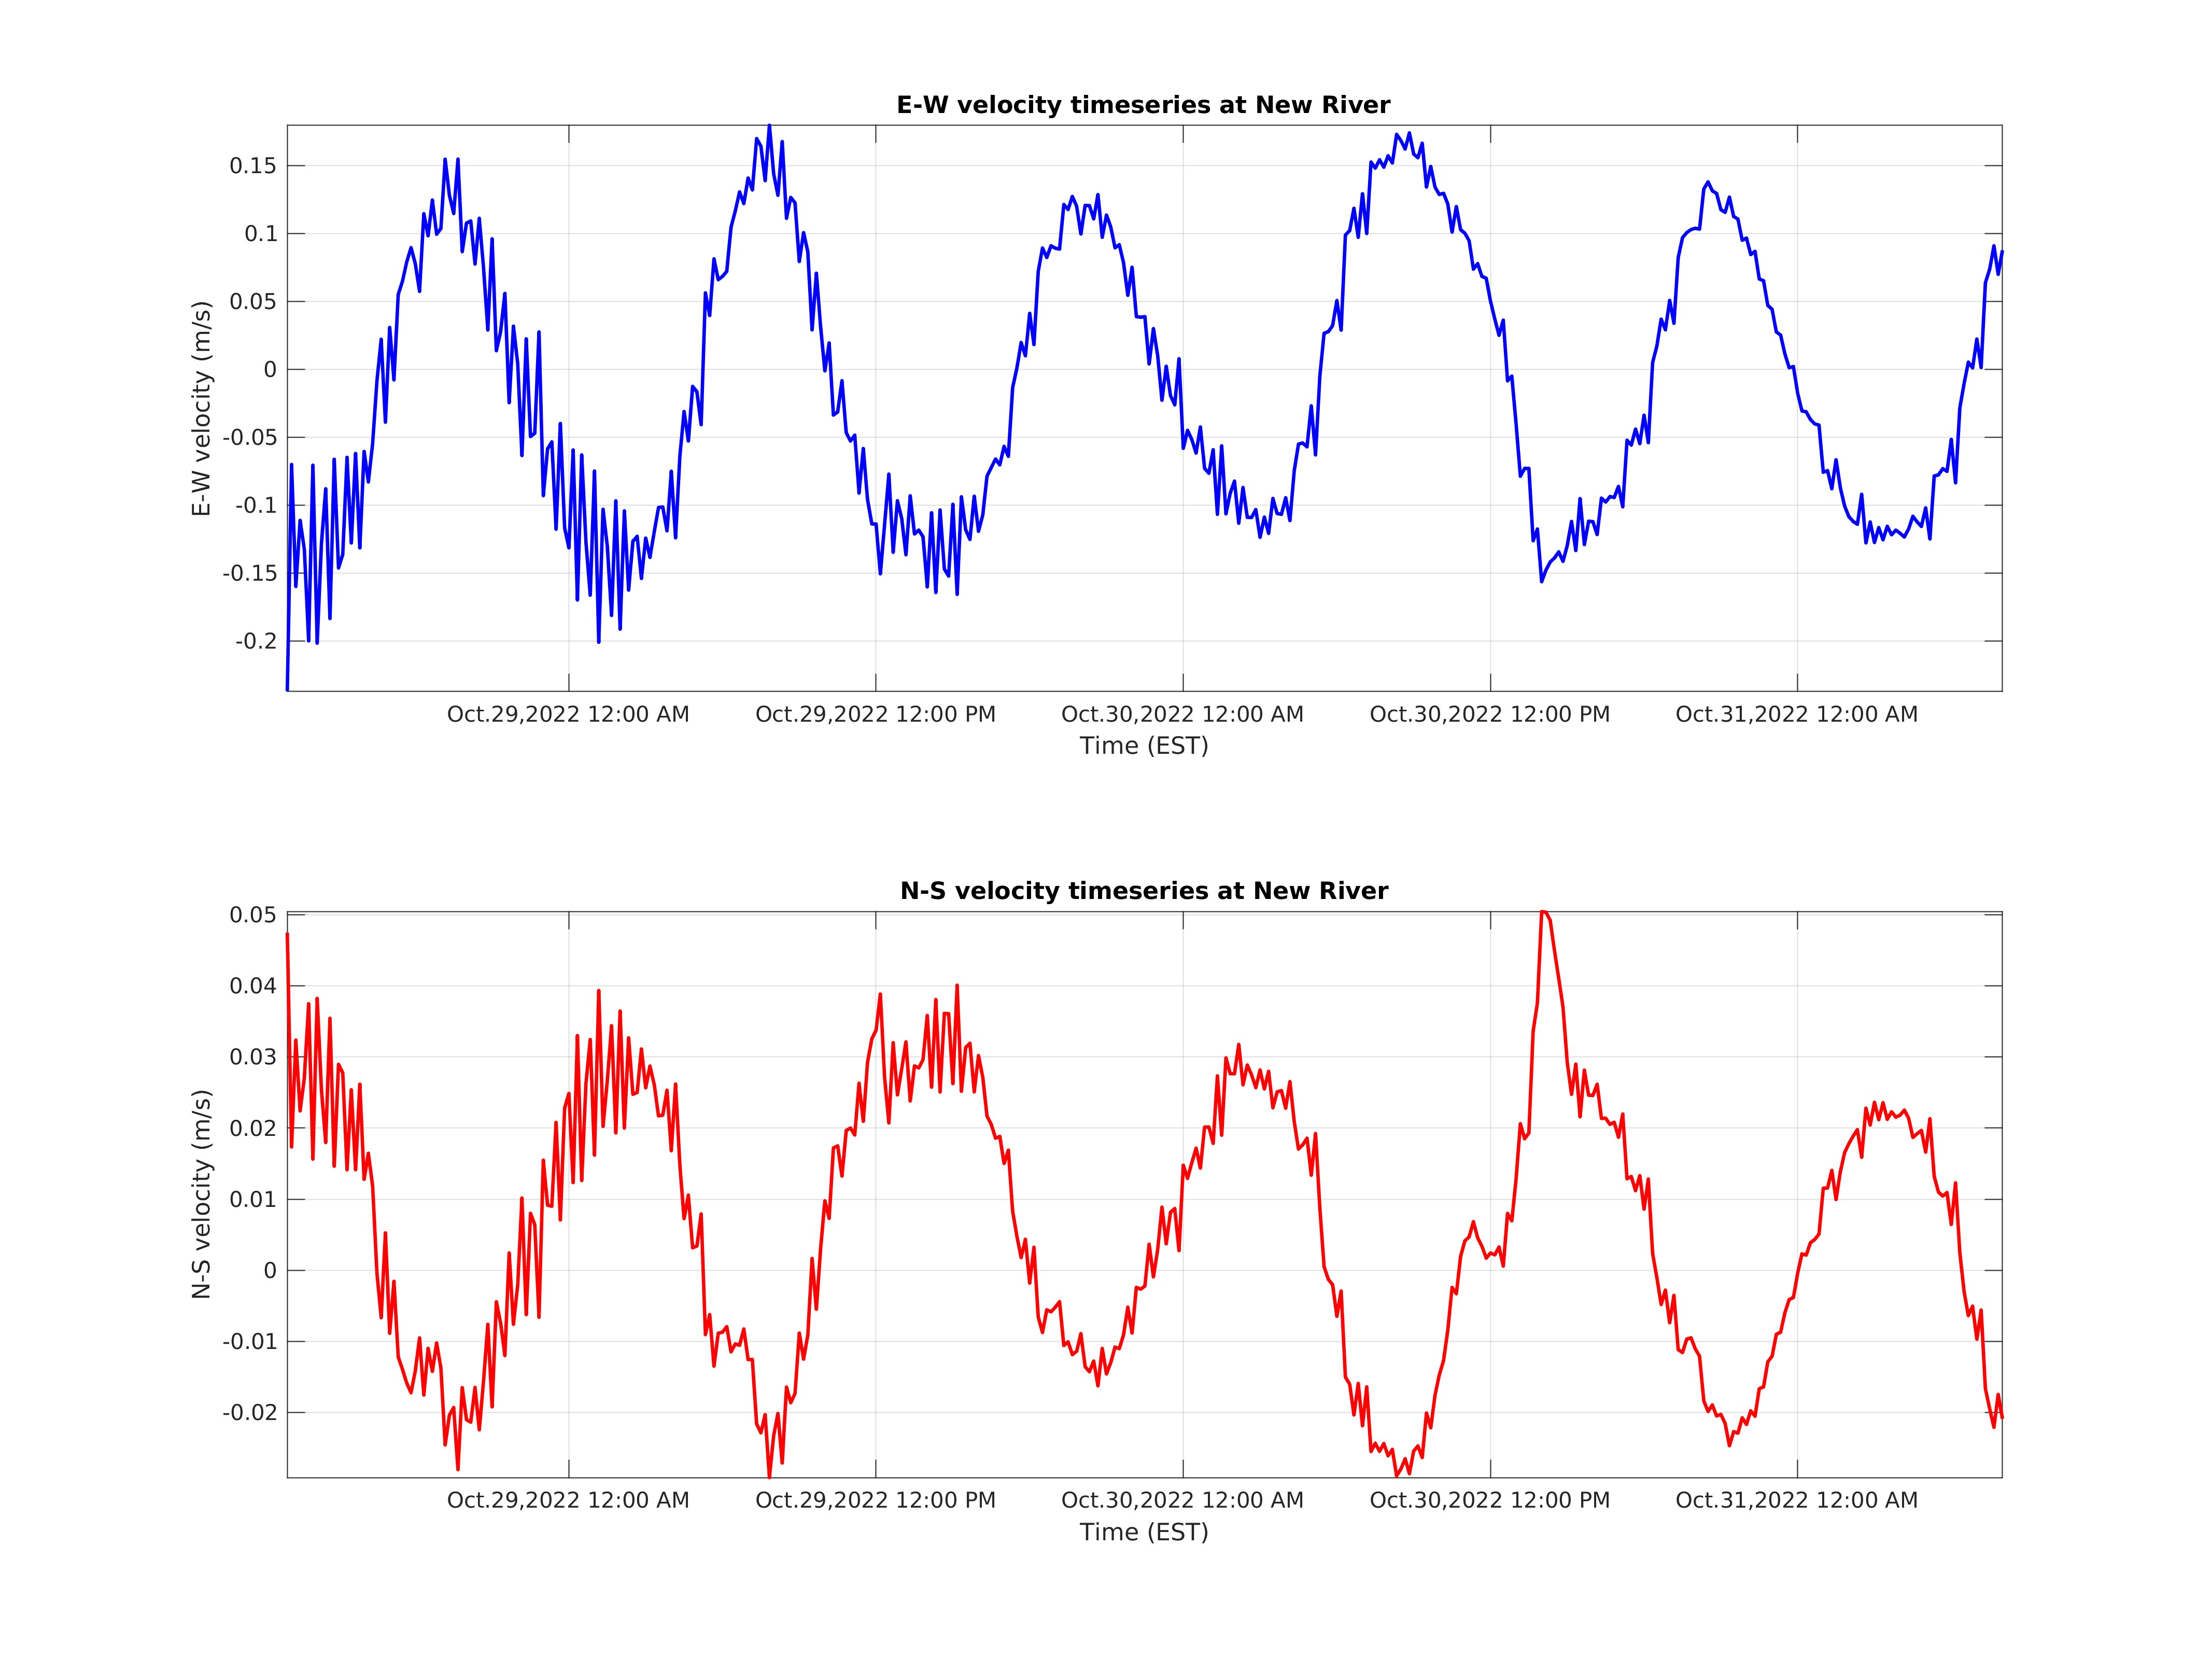 E-W velocity timeseries at New River
E-W velocity (m/s)
0.15
0.1
0.05
0
-0.05
-0.1
-0.15
-0.2
Oct.29,2022 12:00 AM Oct.29,2022 12:00 PM Oct.30,2022 12:00 AM Oct.30,2022 12:00 PM Oct.31,2022 12:00 AM
Time (EST)
N-S velocity timeseries at New River
N-S velocity (m/s)
0.05
0.04
0.03
0.02
0.01
0
-0.01
-0.02
Oct.29,2022 12:00 AM Oct.29,2022 12:00 PM Oct.30,2022 12:00 AM Oct.30,2022 12:00 PM Oct.31,2022 12:00 AM
Time (EST)